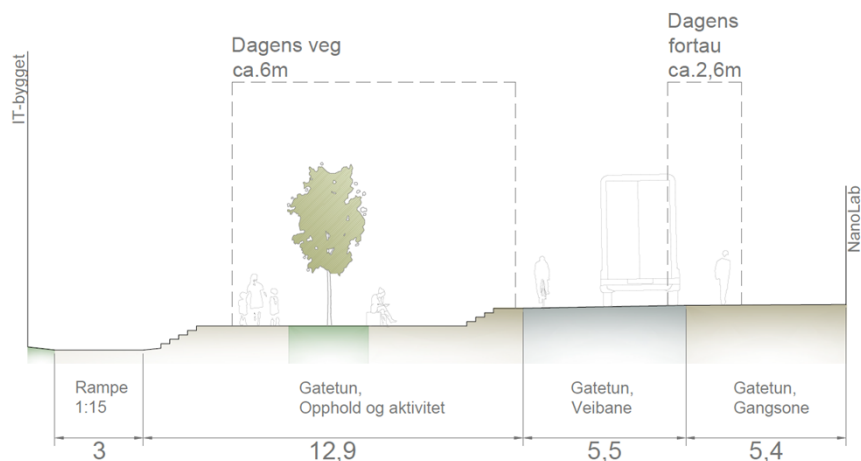 Dagens veg
ca.6m
Dagens
fortau
ca.2,6m
IT-bygget
NanoLab
Rampe
1:15
Gatetun,
Opphold og aktivitet
Gatetun,
Veibane
Gatetun,
Gangsone
3
12,9
5,5
5,4